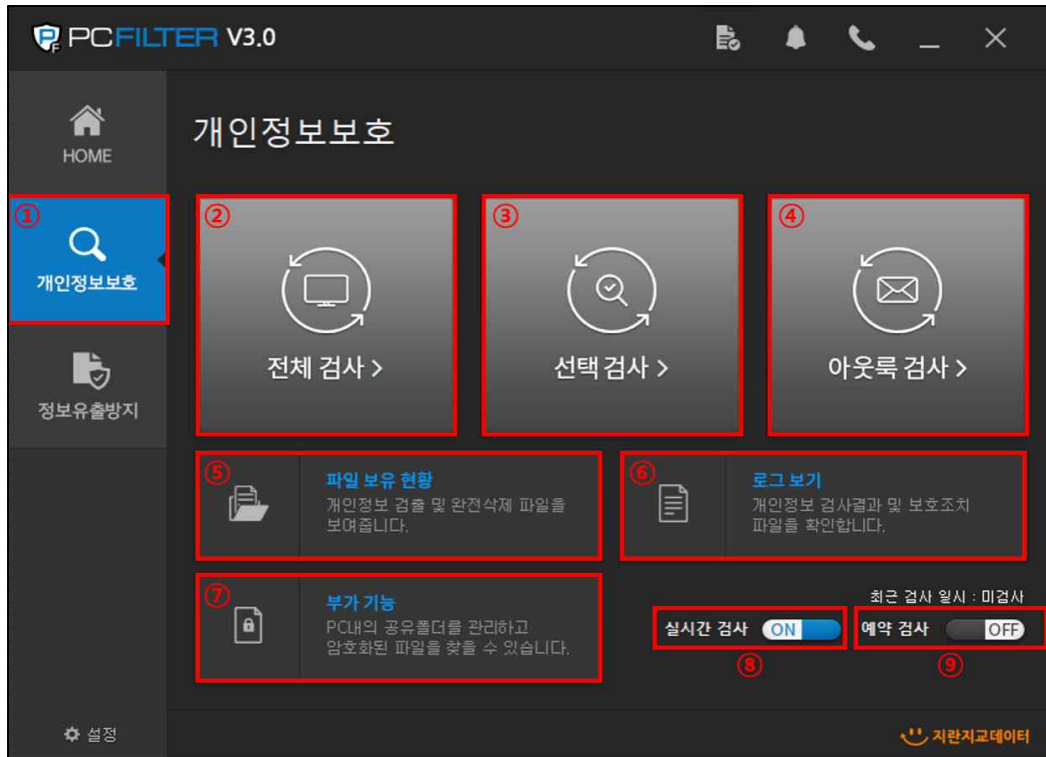 PCFILTER V3.0
HOME
개인정보보호
①
개인정보보호
정보유출방지
②
전체 검사 >
③
선택 검사 >
④
아웃룩 검사 >
⑤
파일 보유 현황
개인정보 검출 및 완전삭제 파일을
보여줍니다.
⑥
로그 보기
개인정보 검사결과 및 보호조치
파일을 확인합니다.
⑦
부가 기능
PC내의 공유폴더를 관리하고
암호화된 파일을 찾을 수 있습니다.
최근 검사 일시 : 미검사
실시간 검사 ON
예약 검사 OFF
⑧
⑨
설정
지란지교데이터